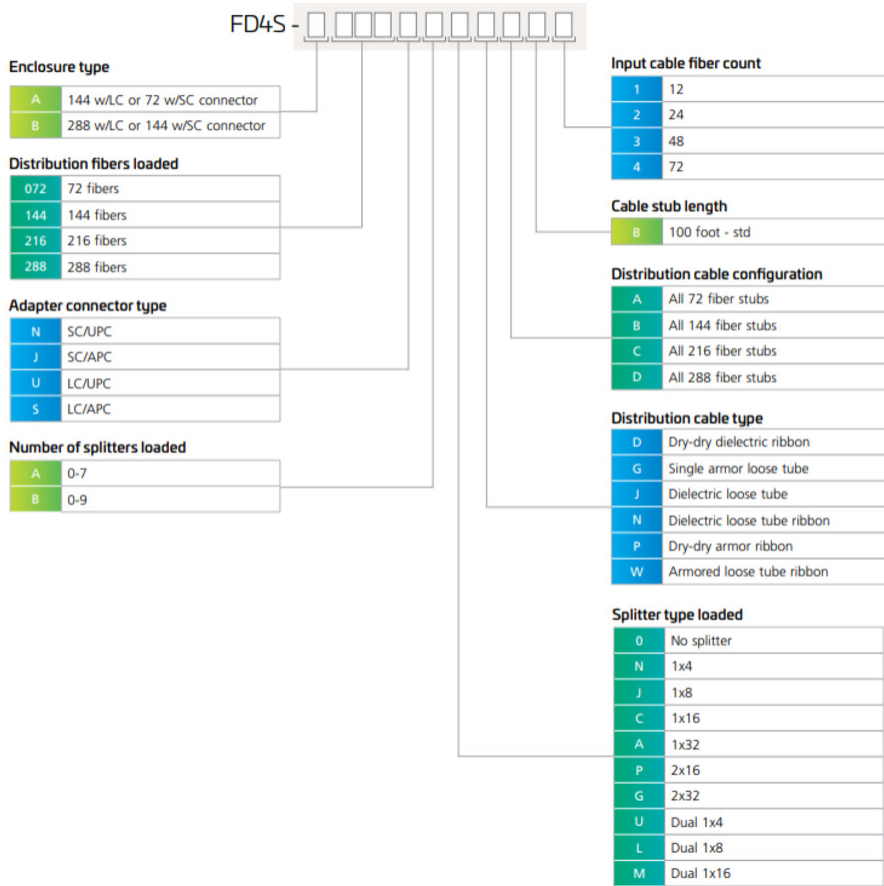 FD4S -
Enclosure type
A 144 w/LC or 72 w/SC connector
B 288 w/LC or 144 w/SC connector
Distribution fibers loaded
072 72 fibers
144 144 fibers
216 216 fibers
288 288 fibers
Adapter connector type
N SC/UPC
J SC/APC
U LC/UPC
S LC/APC
Number of splitters loaded
A 0-7
B 0-9
Input cable fiber count
1 12
2 24
3 48
4 72
Cable stub length
B 100 foot - std
Distribution cable configuration
A All 72 fiber stubs
B All 144 fiber stubs
C All 216 fiber stubs
D All 288 fiber stubs
Distribution cable type
D Dry-dry dielectric ribbon
G Single armor loose tube
J Dielectric loose tube
N Dielectric loose tube ribbon
P Dry-dry armor ribbon
W Armored loose tube ribbon
Splitter type loaded
0 No splitter
N 1x4
J 1x8
C 1x16
A 1x32
P 2x16
G 2x32
U Dual 1x4
L Dual 1x8
M Dual 1x16